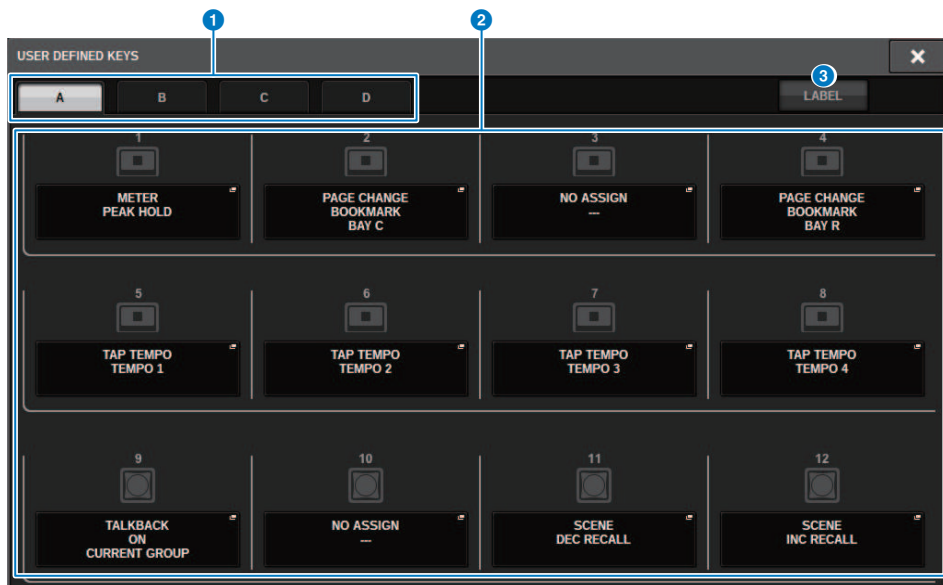 1 2
USER DEFINED KEYS ×
3
A B C D LABEL
1 2 3 4
METER
PEAK HOLD
PAGE CHANGE
BOOKMARK
BAY C
NO ASSIGN
---
PAGE CHANGE
BOOKMARK
BAY R
5 6 7 8
TAP TEMPO
TEMPO 1
TAP TEMPO
TEMPO 2
TAP TEMPO
TEMPO 3
TAP TEMPO
TEMPO 4
9 10 11 12
TALKBACK
ON
CURRENT GROUP
NO ASSIGN
---
SCENE
DEC RECALL
SCENE
INC RECALL